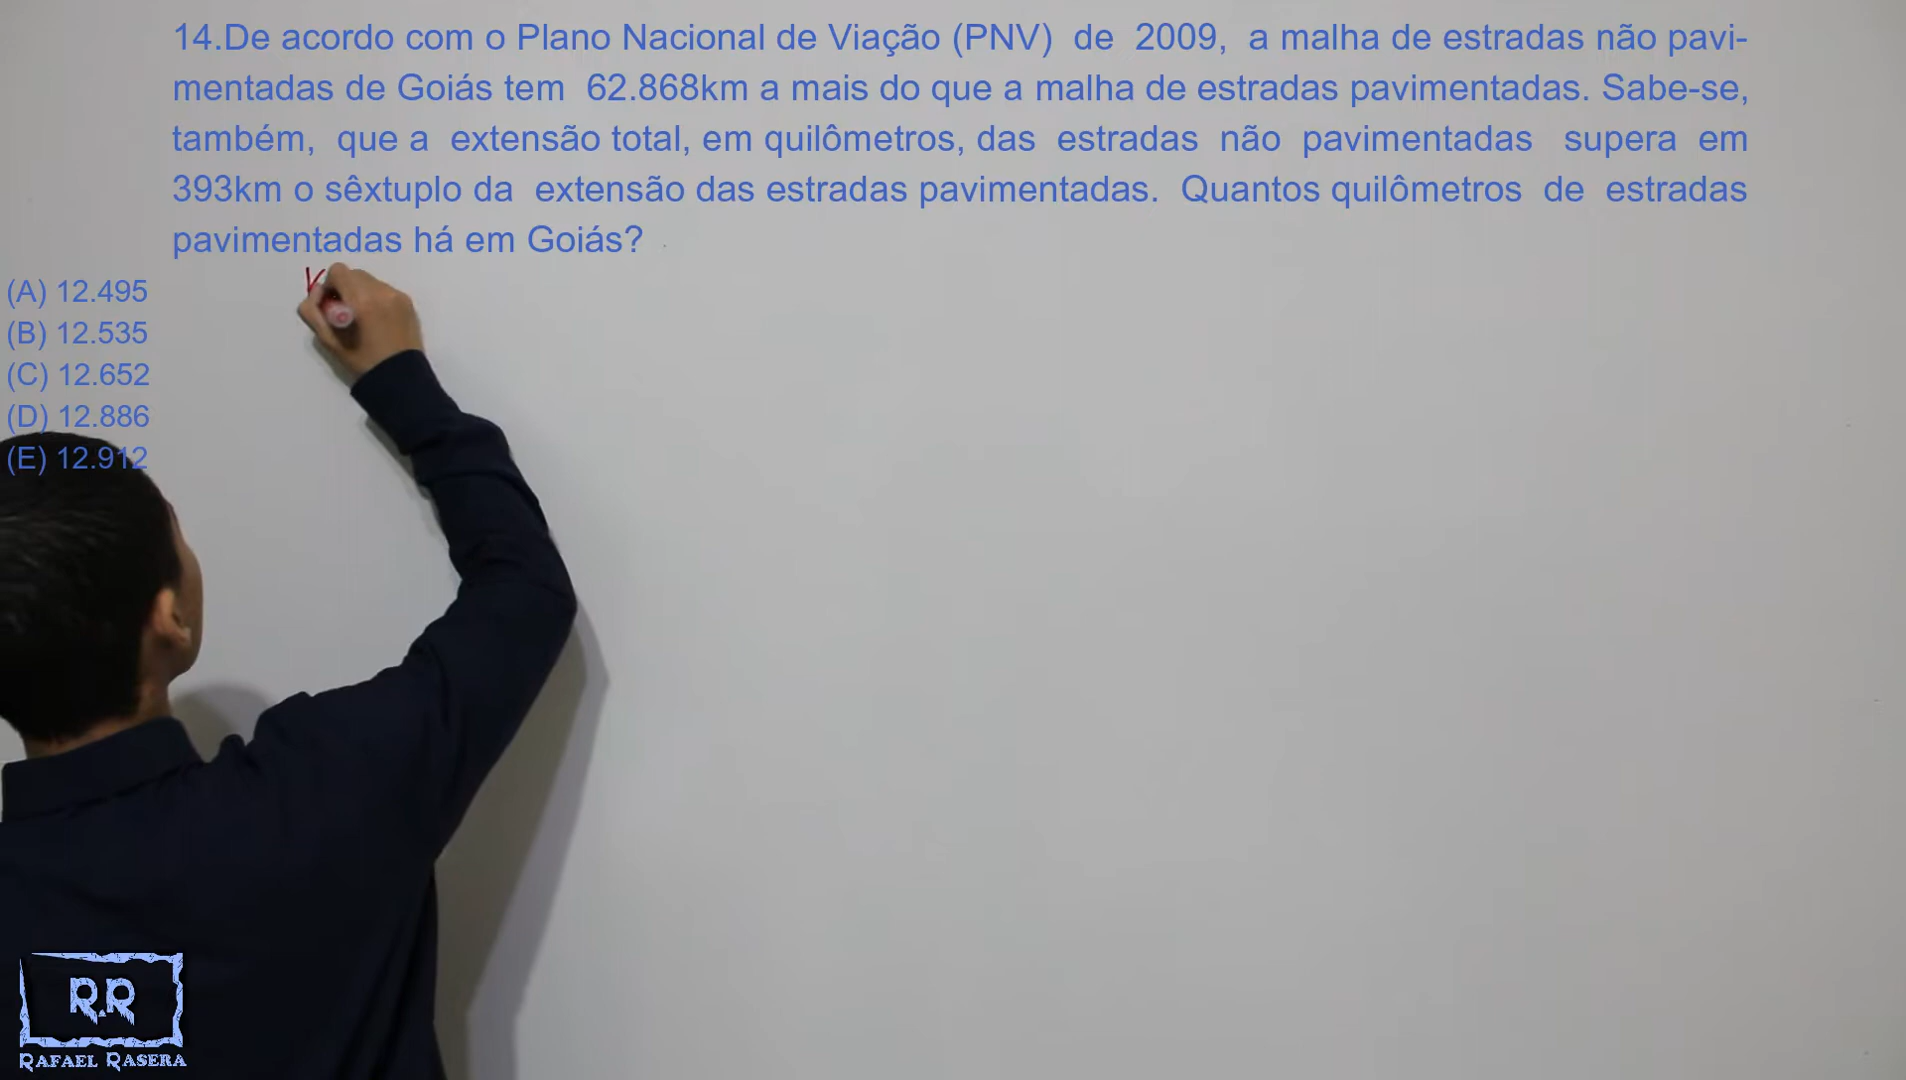 14.De acordo com o Plano Nacional de Viação (PNV) de 2009, a malha de estradas não pavi-
mentadas de Goiás tem 62.868km a mais do que a malha de estradas pavimentadas. Sabe-se,
também, que a extensão total, em quilômetros, das estradas não pavimentadas supera em
393km o sêxtuplo da extensão das estradas pavimentadas. Quantos quilômetros de estradas
pavimentadas há em Goiás?
(A) 12.495
(B) 12.535
(C) 12.652
(D) 12.886
(E) 12.912
R.R
RAFAEL RASERA